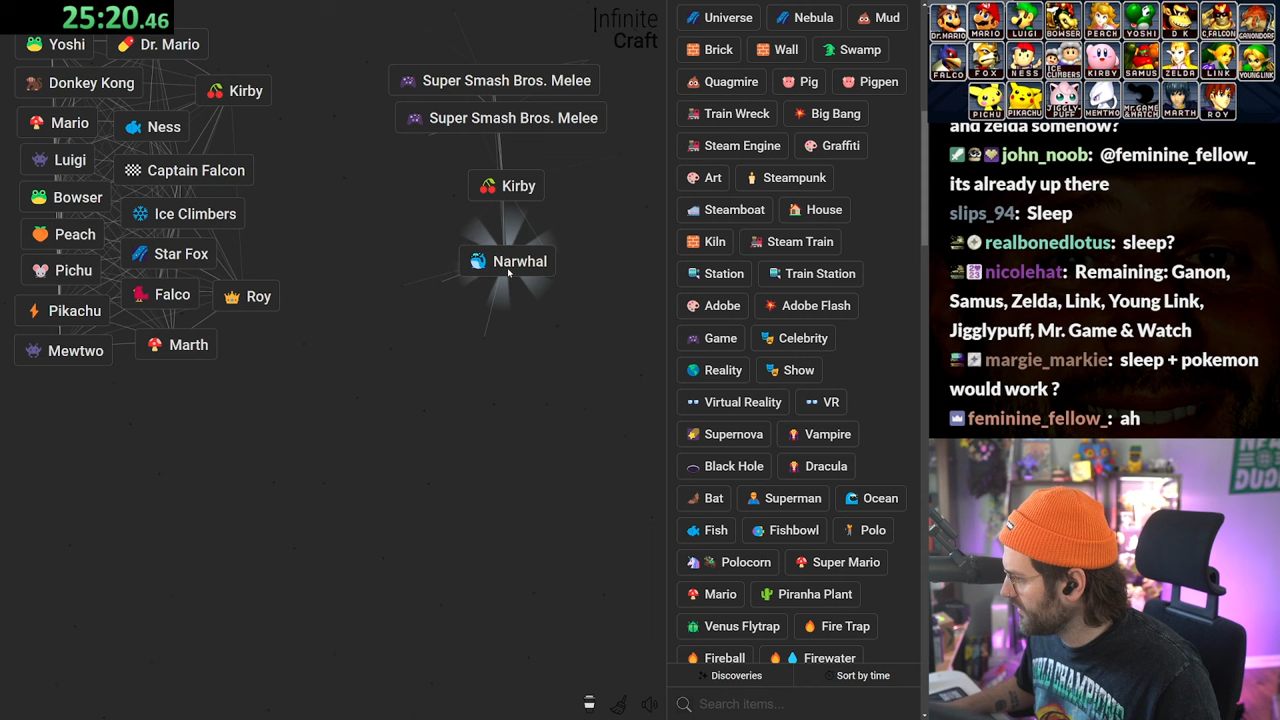 25:20.46
Yoshi
Dr. Mario
Donkey Kong
Kirby
Mario
Ness
Luigi
Captain Falcon
Bowser
Ice Climbers
Peach
Star Fox
Pichu
Falco
Roy
Pikachu
Marth
Mewtwo
Infinite
Craft
Super Smash Bros. Melee
Super Smash Bros. Melee
Kirby
Narwhal
Universe Nebula Mud
Brick Wall Swamp
Quagmire Pig Pigpen
Train Wreck Big Bang
Steam Engine Graffiti
Art Steampunk
Steamboat House
Kiln Steam Train
Station Train Station
Adobe Adobe Flash
Game Celebrity
Reality Show
Virtual Reality VR
Supernova Vampire
Black Hole Dracula
Bat Superman Ocean
Fish Fishbowl Polo
Polocorn Super Mario
Mario Piranha Plant
Venus Flytrap Fire Trap
Fireball Firewater
Discoveries Sort by time
Search items...
DR.MARIO MARIO LUIGI BOWSER PEACH YOSHI DK C.FALCON GANONDORF
FALCO FOX NESS ICE CLIMBERS KIRBY SAMUS ZELDA LINK YOUNG LINK
PICHU PIKACHU JIGGLY-PUFF MEWTWO MR.GAME &WATCH MARTH ROY
and zelda somehow?
john_noob: @feminine_fellow_
its already up there
slips_94: Sleep
realbonedlotus: sleep?
nicolehat: Remaining: Ganon,
Samus, Zelda, Link, Young Link,
Jigglypuff, Mr. Game & Watch
margie_markie: sleep + pokemon
would work ?
feminine_fellow_: ah